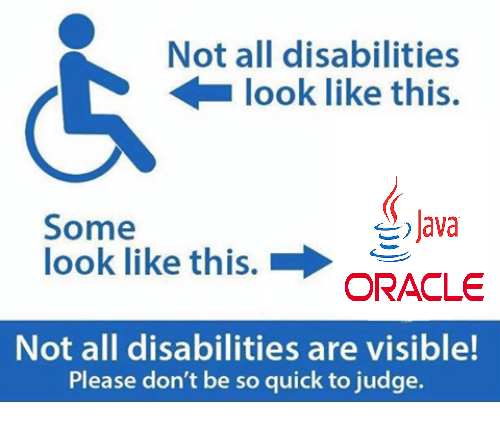 Not all disabilities
look like this.
Some
look like this.
Java
ORACLE
Not all disabilities are visible!
Please don't be so quick to judge.